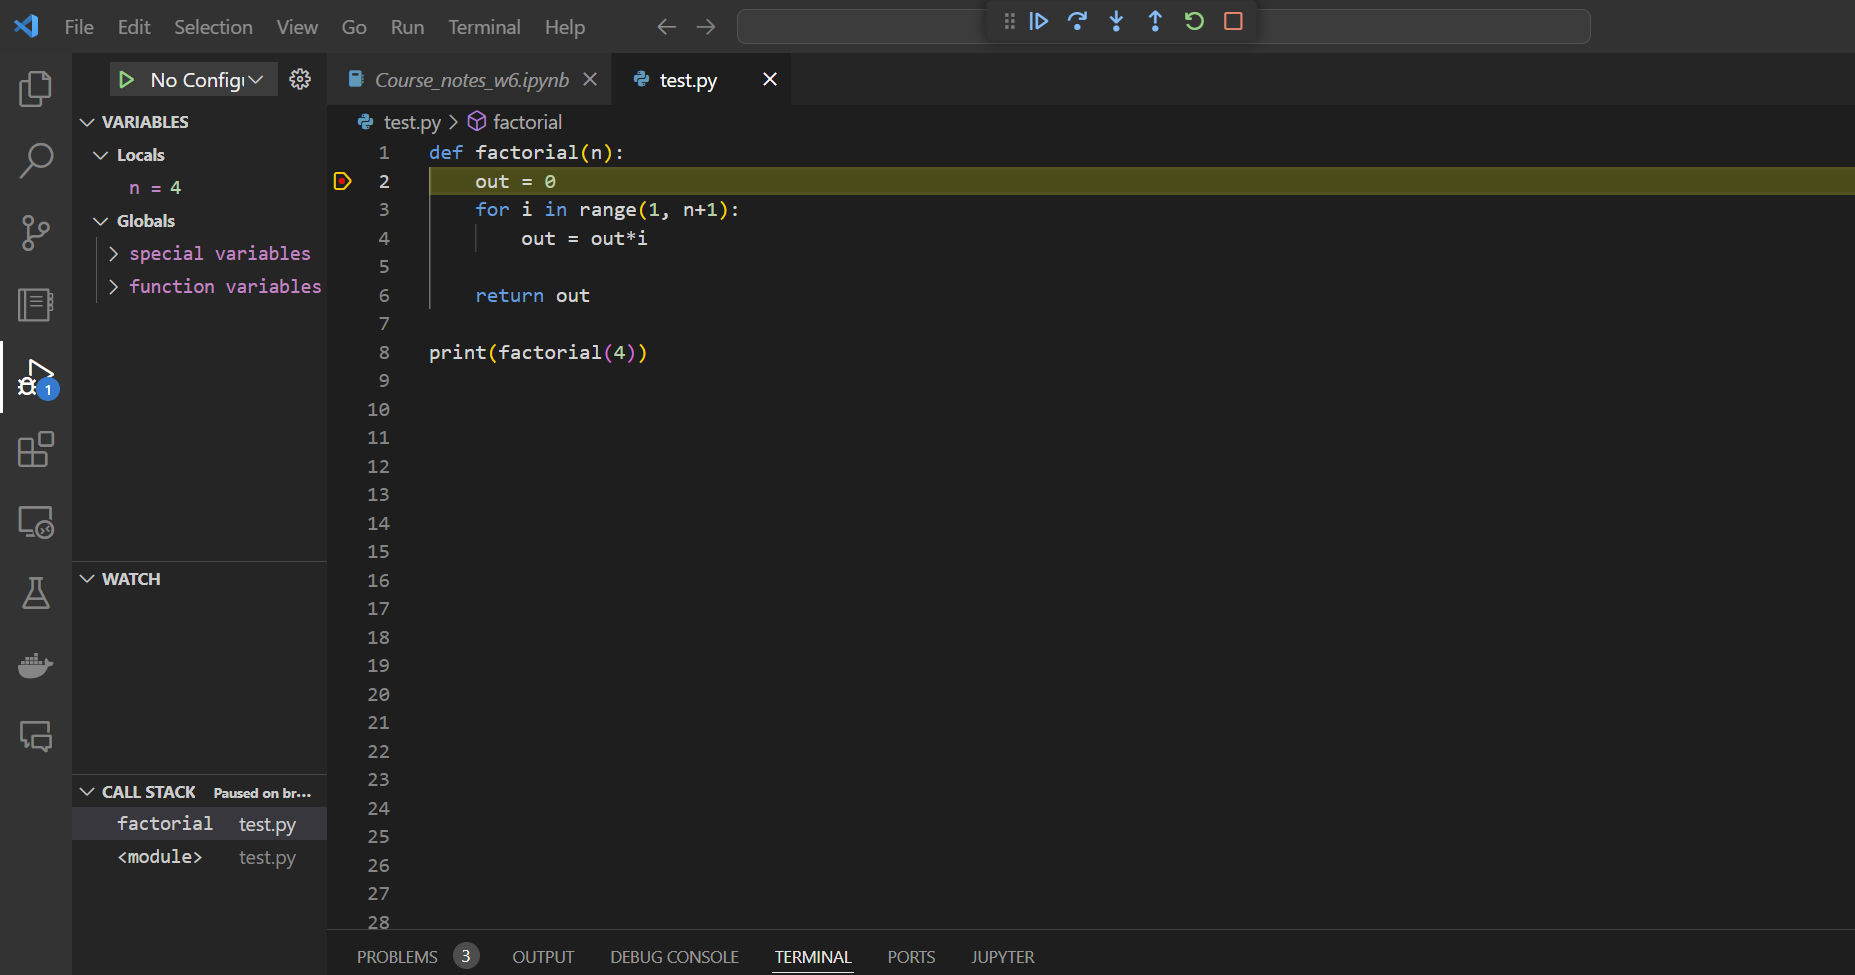 File Edit Selection View Go Run Terminal Help
No Config
Course_notes_w6.ipynb
test.py
VARIABLES
Locals
n = 4
Globals
special variables
function variables
WATCH
CALL STACK Paused on br...
factorial test.py
<module> test.py
1
test.py > factorial
1 def factorial(n):
2 out = 0
3 for i in range(1, n+1):
4 out = out*i
5
6 return out
7
8 print(factorial(4))
9
10
11
12
13
14
15
16
17
18
19
20
21
22
23
24
25
26
27
28
PROBLEMS 3 OUTPUT DEBUG CONSOLE TERMINAL PORTS JUPYTER